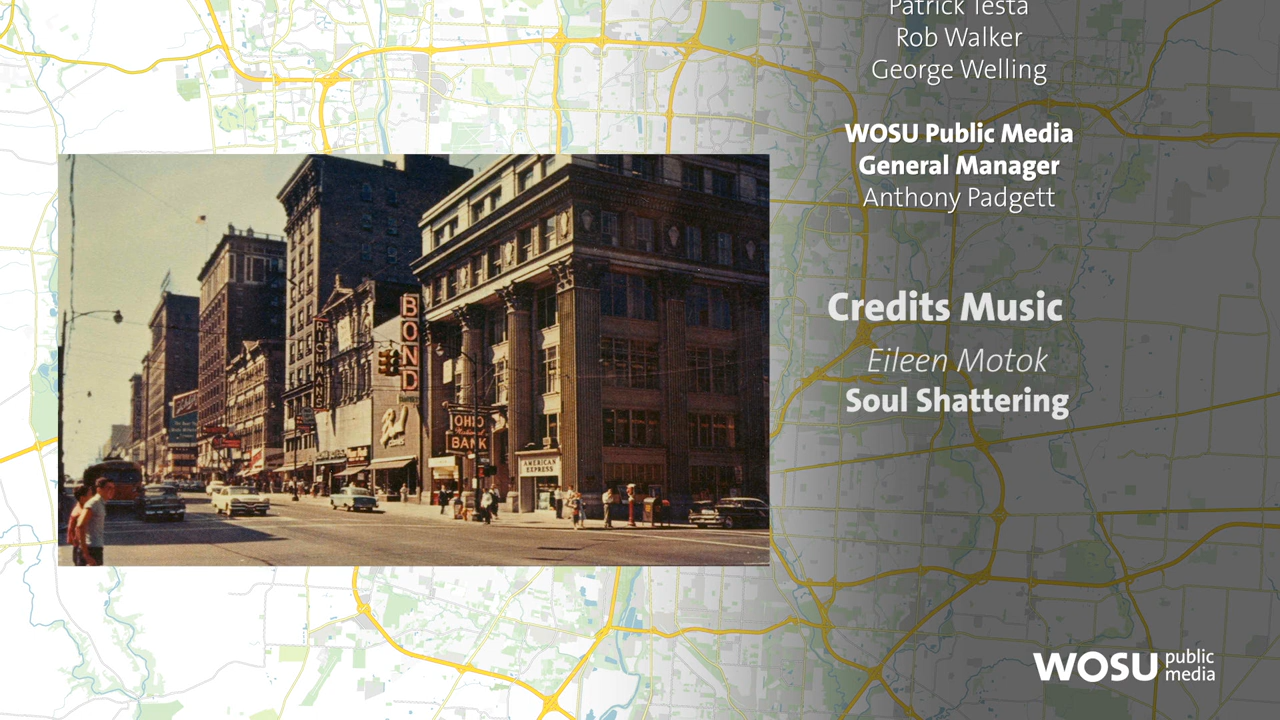 Patrick Testa
Rob Walker
George Welling
WOSU Public Media
General Manager
Anthony Padgett
Credits Music
Eileen Motok
Soul Shattering
RICHMANS
BOND
OHIO
BANK
AMERICAN
EXPRESS
WOSU public
media